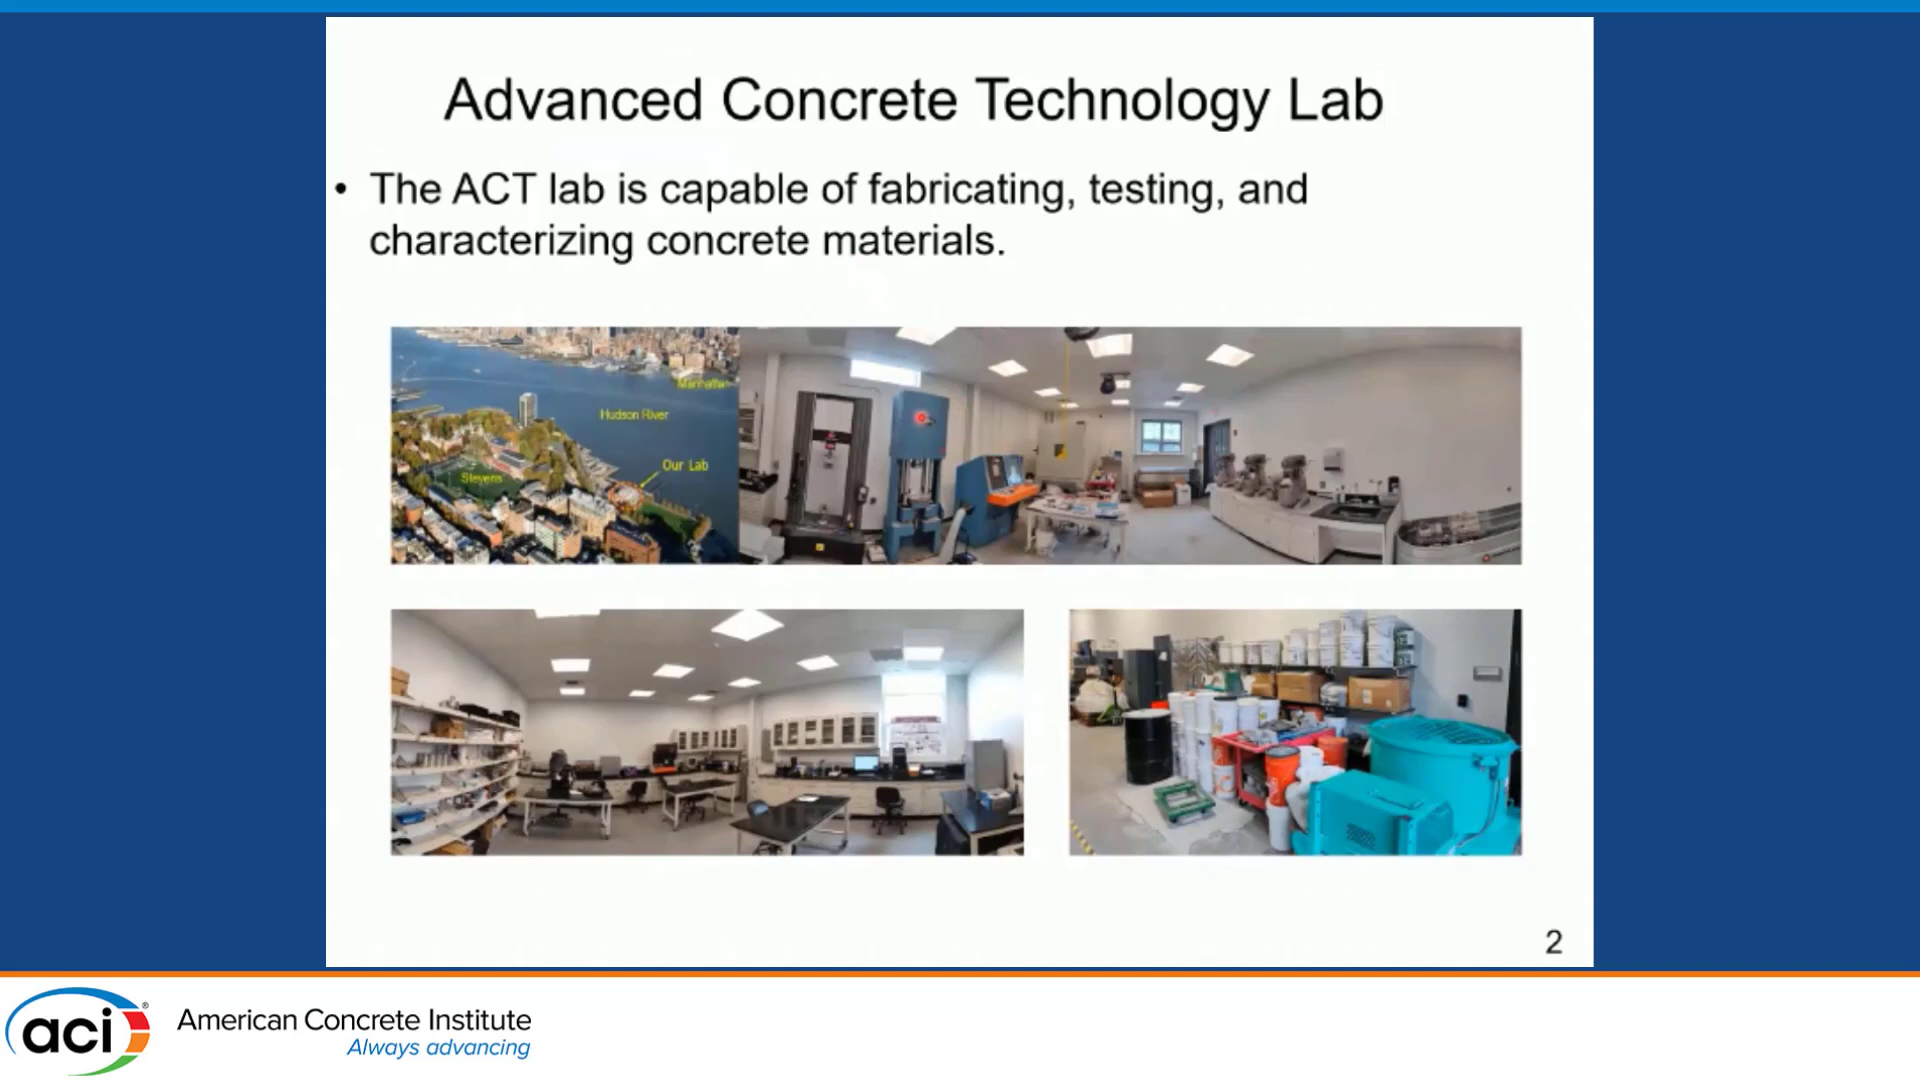 Advanced Concrete Technology Lab
• The ACT lab is capable of fabricating, testing, and
characterizing concrete materials.
Manhattan
Hudson River
Our Lab
Stevens
2
aci®
American Concrete Institute
Always advancing